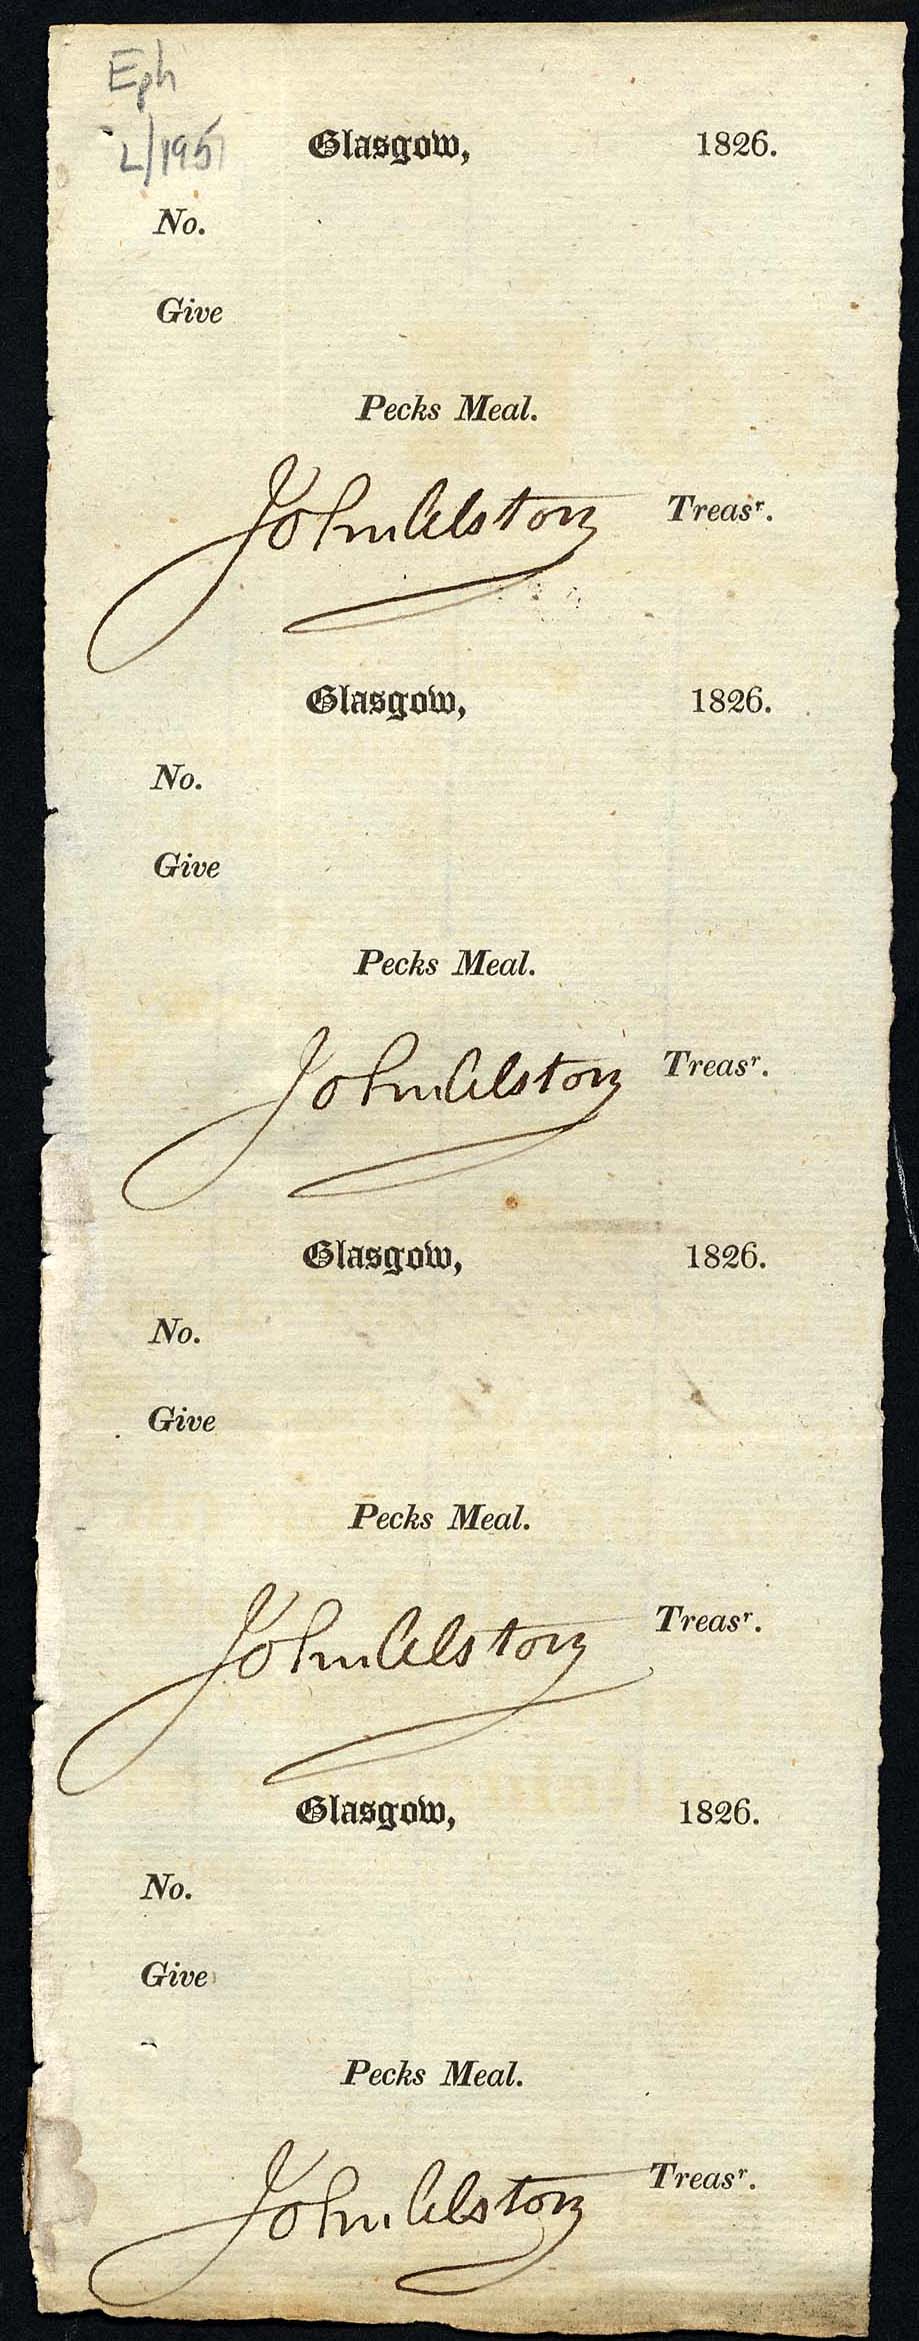 Eph
L/195
Glasgow, 1826.
No.
Give
Pecks Meal.
John Alston Treasʳ.
Glasgow, 1826.
No.
Give
Pecks Meal.
John Alston Treasʳ.
Glasgow, 1826.
No.
Give
Pecks Meal.
John Alston Treasʳ.
Glasgow, 1826.
No.
Give
Pecks Meal.
John Alston Treasʳ.